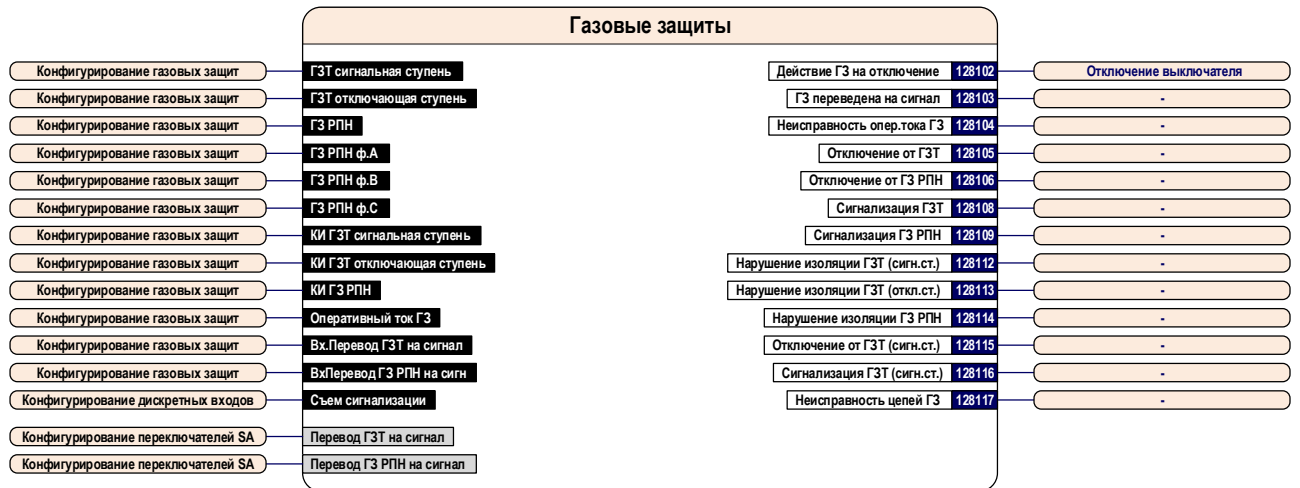 Газовые защиты
Конфигурирование газовых защит ГЗТ сигнальная ступень Действие ГЗ на отключение 128102 Отключение выключателя
Конфигурирование газовых защит ГЗТ отключающая ступень ГЗ переведена на сигнал 128103 -
Конфигурирование газовых защит ГЗ РПН Неисправность опер.тока ГЗ 128104 -
Конфигурирование газовых защит ГЗ РПН ф.А Отключение от ГЗТ 128105 -
Конфигурирование газовых защит ГЗ РПН ф.В Отключение от ГЗ РПН 128106 -
Конфигурирование газовых защит ГЗ РПН ф.С Сигнализация ГЗТ 128108 -
Конфигурирование газовых защит КИ ГЗТ сигнальная ступень Сигнализация ГЗ РПН 128109 -
Конфигурирование газовых защит КИ ГЗТ отключающая ступень Нарушение изоляции ГЗТ (сигн.ст.) 128112 -
Конфигурирование газовых защит КИ ГЗ РПН Нарушение изоляции ГЗТ (откл.ст.) 128113 -
Конфигурирование газовых защит Оперативный ток ГЗ Нарушение изоляции ГЗ РПН 128114 -
Конфигурирование газовых защит Вх.Перевод ГЗТ на сигнал Отключение от ГЗТ (сигн.ст.) 128115 -
Конфигурирование газовых защит ВхПеревод ГЗ РПН на сигн Сигнализация ГЗТ (сигн.ст.) 128116 -
Конфигурирование дискретных входов Съем сигнализации Неисправность цепей ГЗ 128117 -
Конфигурирование переключателей SA Перевод ГЗТ на сигнал
Конфигурирование переключателей SA Перевод ГЗ РПН на сигнал